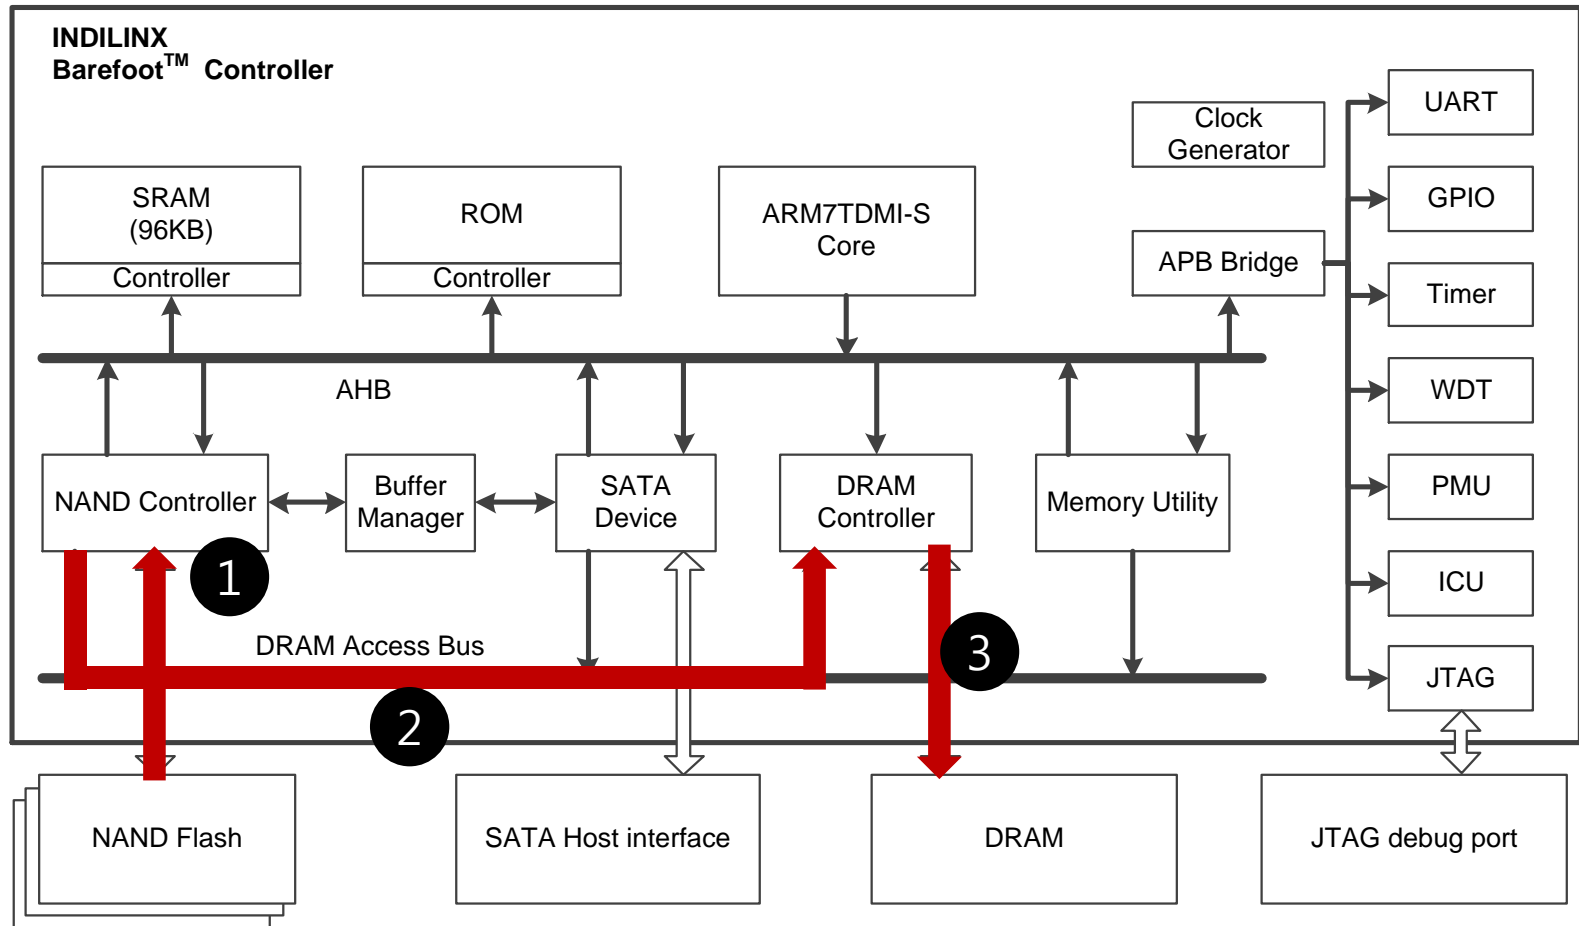 INDILINX
Barefoot™ Controller
UART
Clock
Generator
GPIO
SRAM
(96KB)
Controller
ROM
Controller
ARM7TDMI-S
Core
APB Bridge
Timer
AHB
WDT
NAND Controller
Buffer
Manager
SATA
Device
DRAM
Controller
Memory Utility
PMU
1
ICU
DRAM Access Bus
3
JTAG
2
NAND Flash
SATA Host interface
DRAM
JTAG debug port